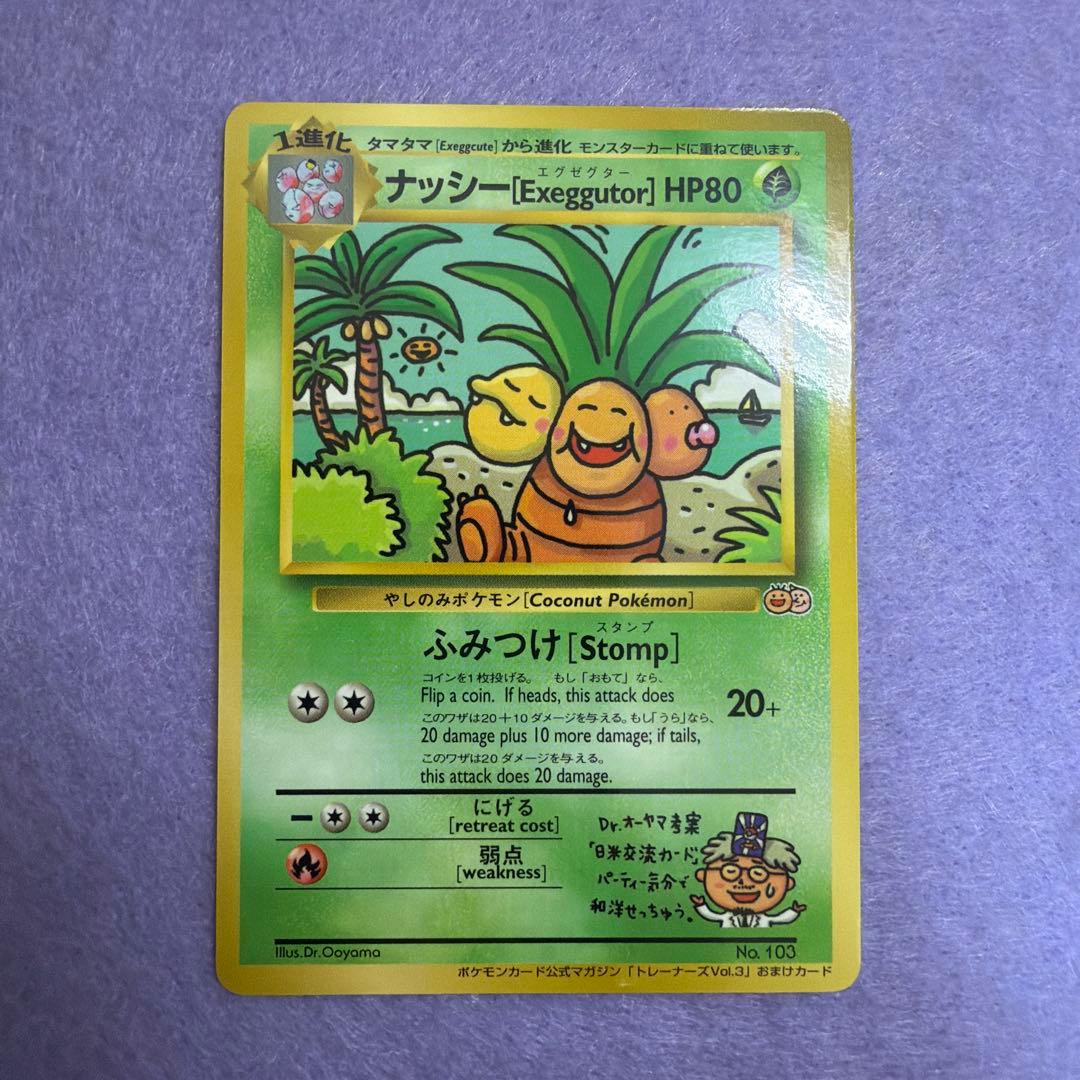 1進化 タマタマ[Exeggcute]から進化 モンスターカードに重ねて使います。
エグゼグター
ナッシー[Exeggutor] HP80
やしのみポケモン[Coconut Pokémon]
スタンプ
ふみつけ[Stomp]
コインを1枚投げる。 もし「おもて」なら、
Flip a coin. If heads, this attack does
20+
このワザは20+10ダメージを与える。もし「うら」なら、
20 damage plus 10 more damage; if tails,
このワザは20ダメージを与える。
this attack does 20 damage.
にげる
[retreat cost]
弱点
[weakness]
Dr.オーヤマ考案
「日米交流カード」
パーティー気分で
和洋せっちゅう。
Illus.Dr.Ooyama
No. 103
ポケモンカード公式マガジン「トレーナーズVol.3」おまけカード